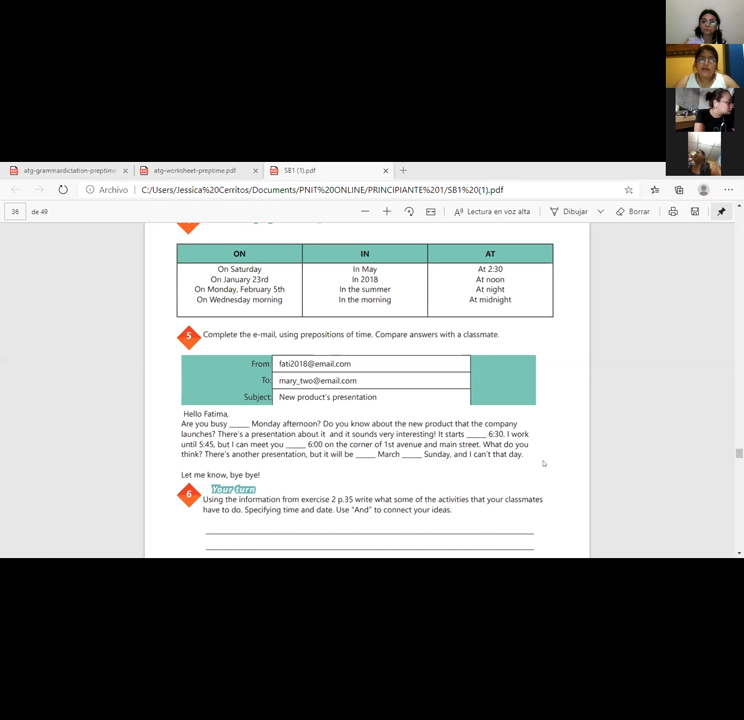 atg-grammardictation-preptime
atg-worksheet-preptime.pdf
SB1 (1).pdf
Archivo C:/Users/Jessica%20Cerritos/Documents/PNIT%20ONLINE/PRINCIPIANTE%201/SB1%20(1).pdf
36 de 49
Lectura en voz alta
Dibujar
Borrar
ON IN AT
On Saturday In May At 2:30
On January 23rd In 2018 At noon
On Monday, February 5th In the summer At night
On Wednesday morning In the morning At midnight
5 Complete the e-mail, using prepositions of time. Compare answers with a classmate.
From: fati2018@email.com
To: mary_two@email.com
Subject: New product's presentation
Hello Fatima,
Are you busy _____ Monday afternoon? Do you know about the new product that the company
launches? There's a presentation about it and it sounds very interesting! It starts _____ 6:30. I work
until 5:45, but I can meet you _____ 6:00 on the corner of 1st avenue and main street. What do you
think? There's another presentation, but it will be _____ March _____ Sunday, and I can't that day.
Let me know, bye bye!
6 Your turn
Using the information from exercise 2 p.35 write what some of the activities that your classmates
have to do. Specifying time and date. Use "And" to connect your ideas.